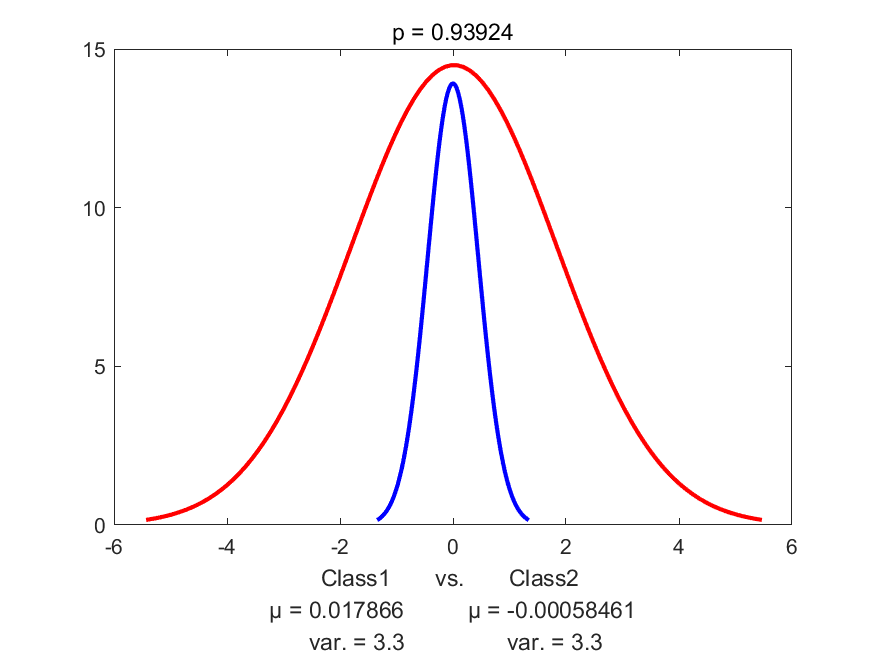 p = 0.93924
15
10
5
0
-6 -4 -2 0 2 4 6
Class1 vs. Class2
μ = 0.017866 μ = -0.00058461
var. = 3.3 var. = 3.3